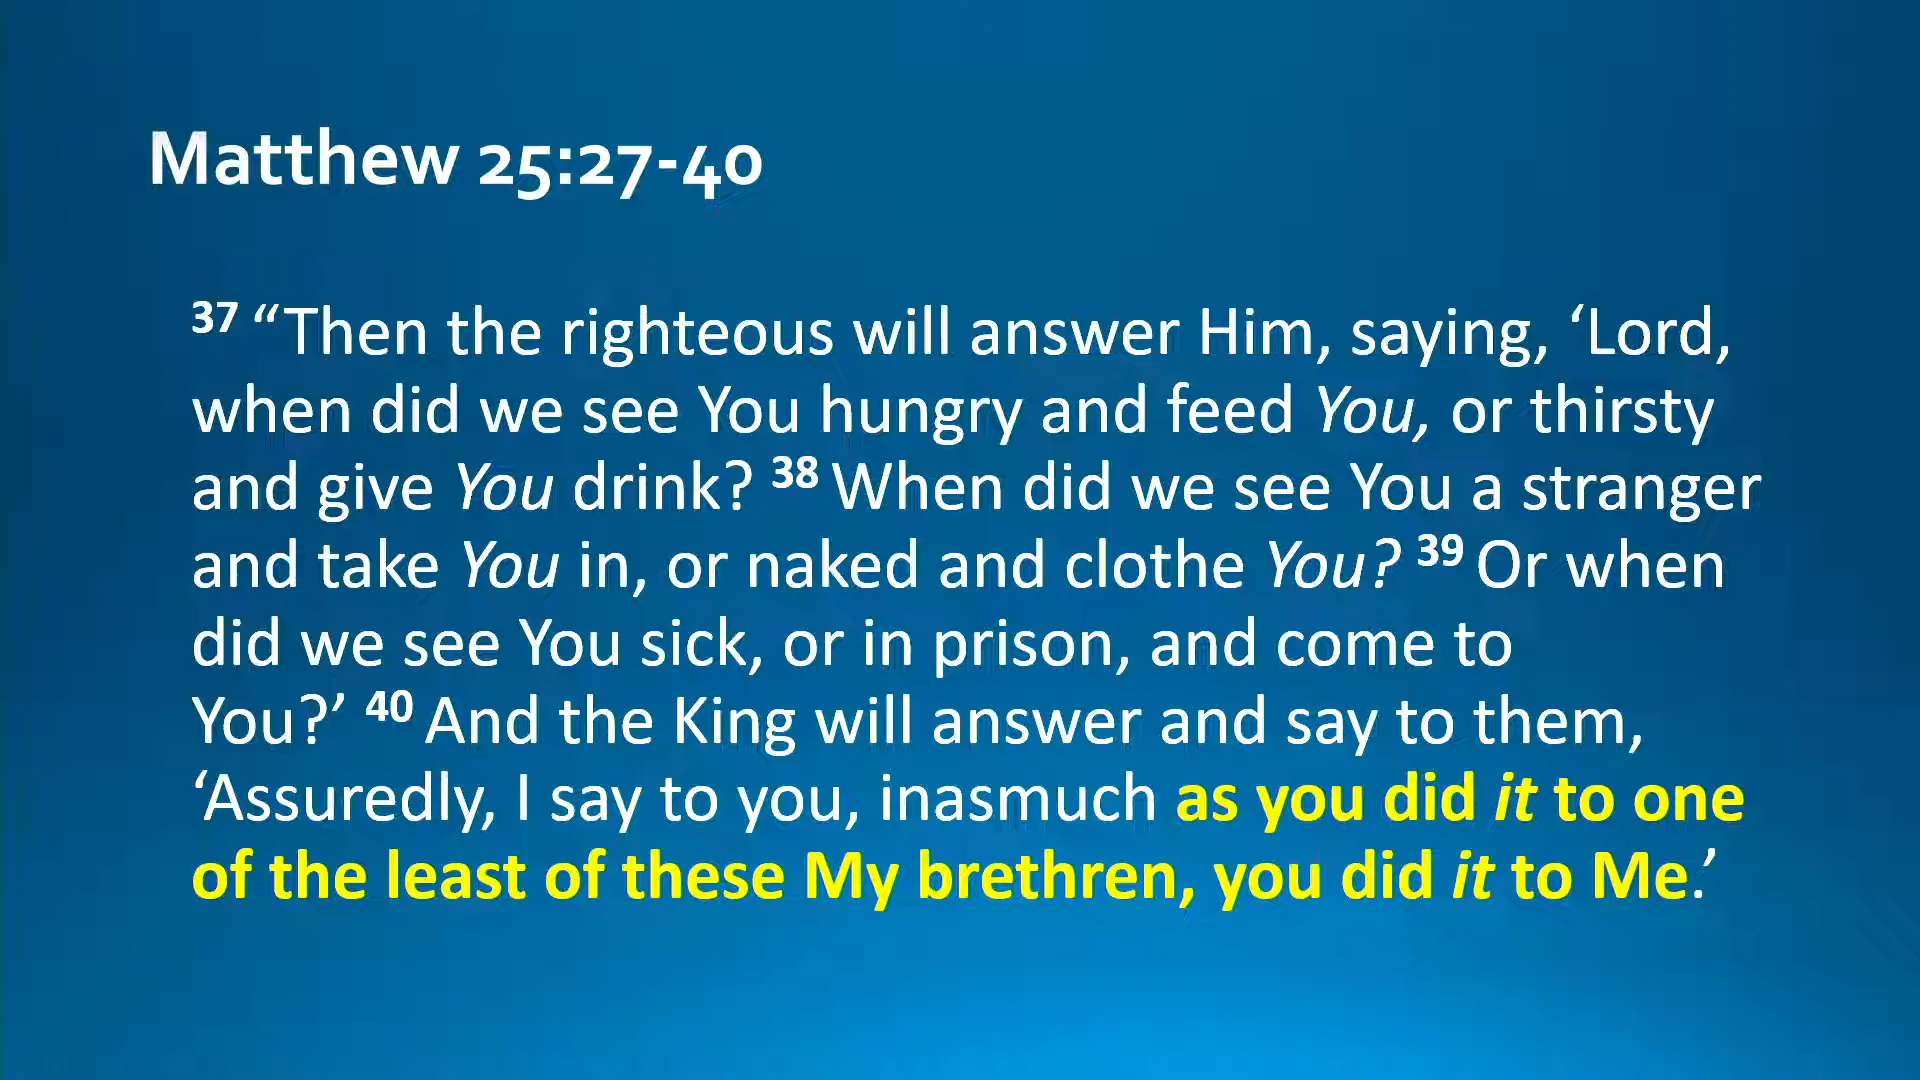 Matthew 25:27-40
37 “Then the righteous will answer Him, saying, ‘Lord,
when did we see You hungry and feed You, or thirsty
and give You drink? 38 When did we see You a stranger
and take You in, or naked and clothe You? 39 Or when
did we see You sick, or in prison, and come to
You?’ 40 And the King will answer and say to them,
‘Assuredly, I say to you, inasmuch as you did it to one
of the least of these My brethren, you did it to Me.’